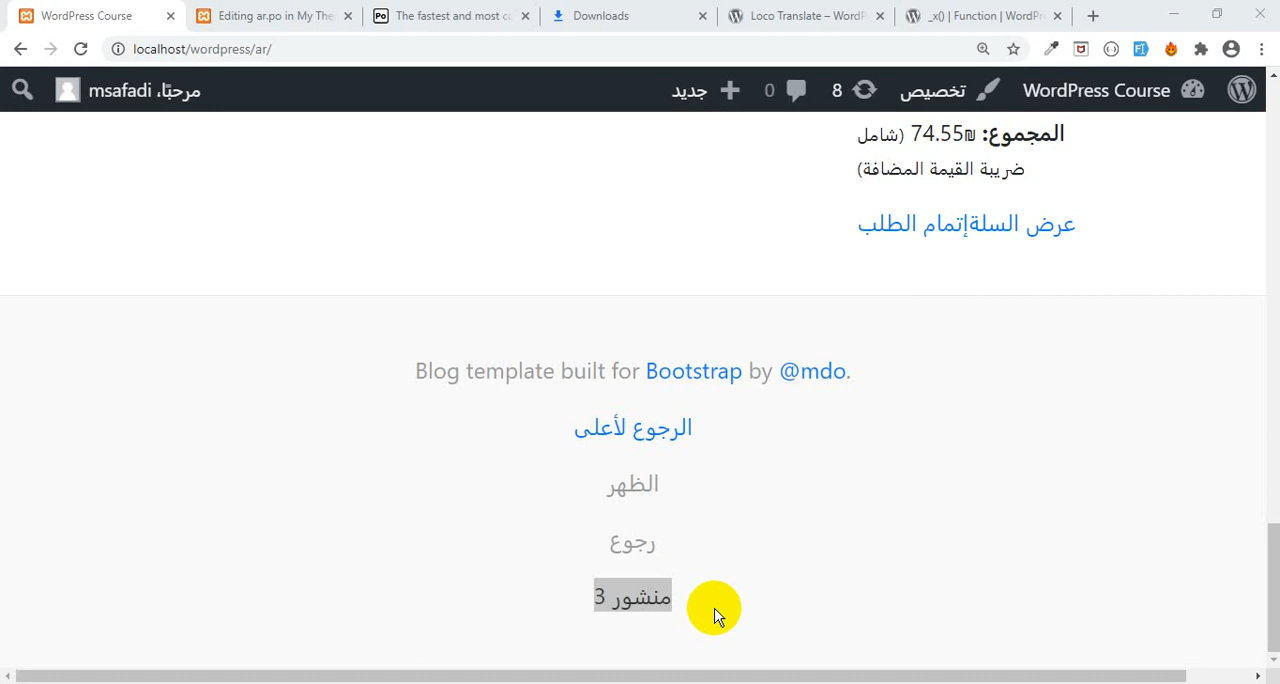 WordPress Course
Editing ar.po in My The
The fastest and most c
Downloads
Loco Translate – WordP
_x() | Function | WordPr
localhost/wordpress/ar/
مرحبًا، msafadi
جديد
0
8
تخصيص
WordPress Course
المجموع: ₪74.55 (شامل
ضريبة القيمة المضافة)
عرض السلةإتمام الطلب
Blog template built for Bootstrap by @mdo.
الرجوع لأعلى
الظهر
رجوع
منشور 3